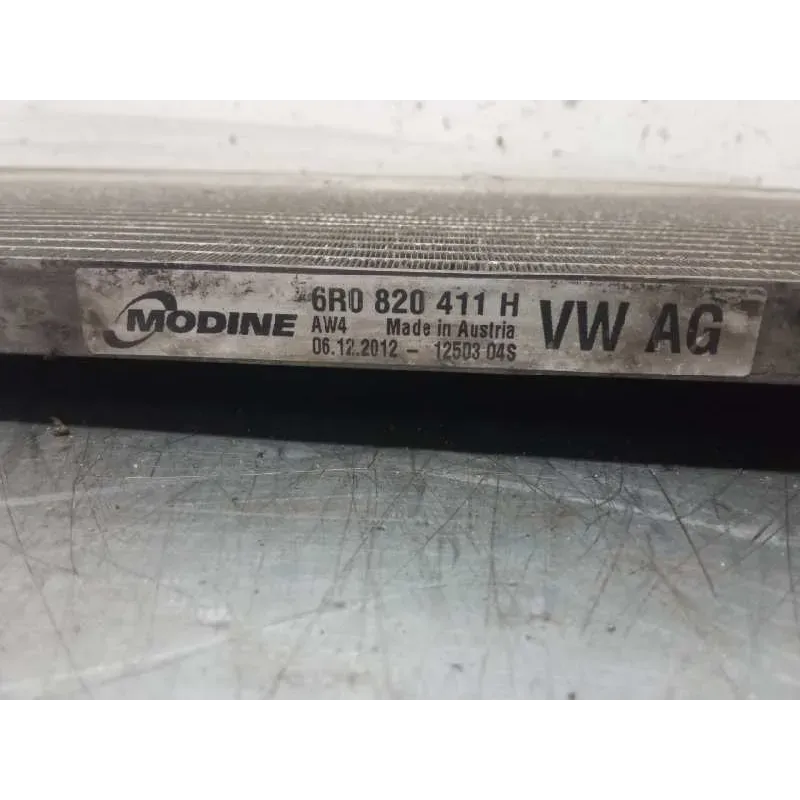 MODINE
6R0 820 411 H
AW4 Made in Austria
06.12.2012 - 12503 04S
VW AG